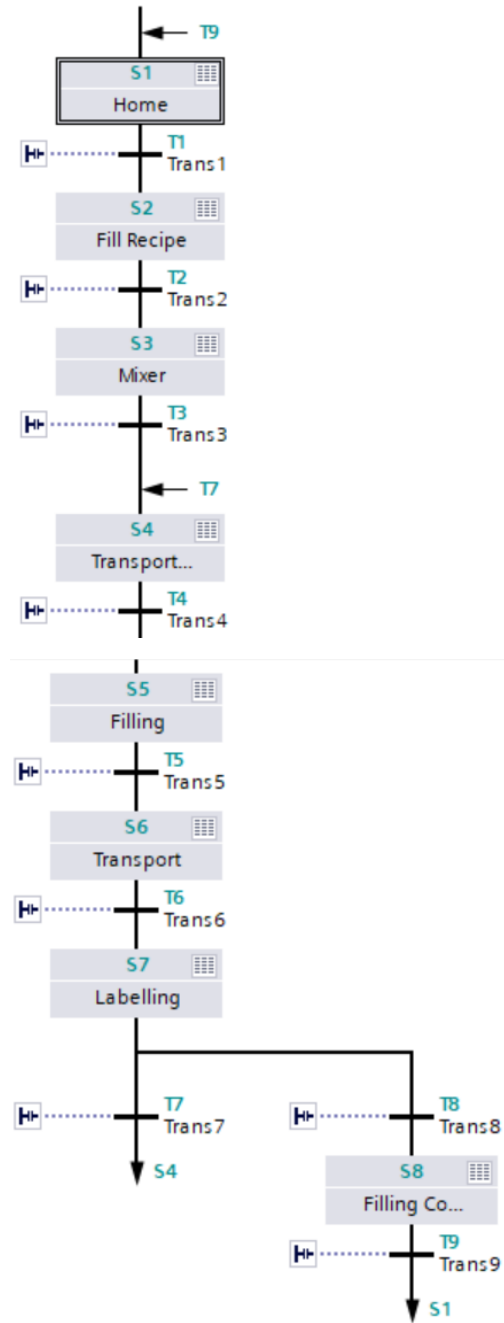 T9
S1
Home
T1
Trans1
S2
Fill Recipe
T2
Trans2
S3
Mixer
T3
Trans3
T7
S4
Transport...
T4
Trans4
S5
Filling
T5
Trans5
S6
Transport
T6
Trans6
S7
Labelling
T7
Trans7
S4
T8
Trans8
S8
Filling Co...
T9
Trans9
S1